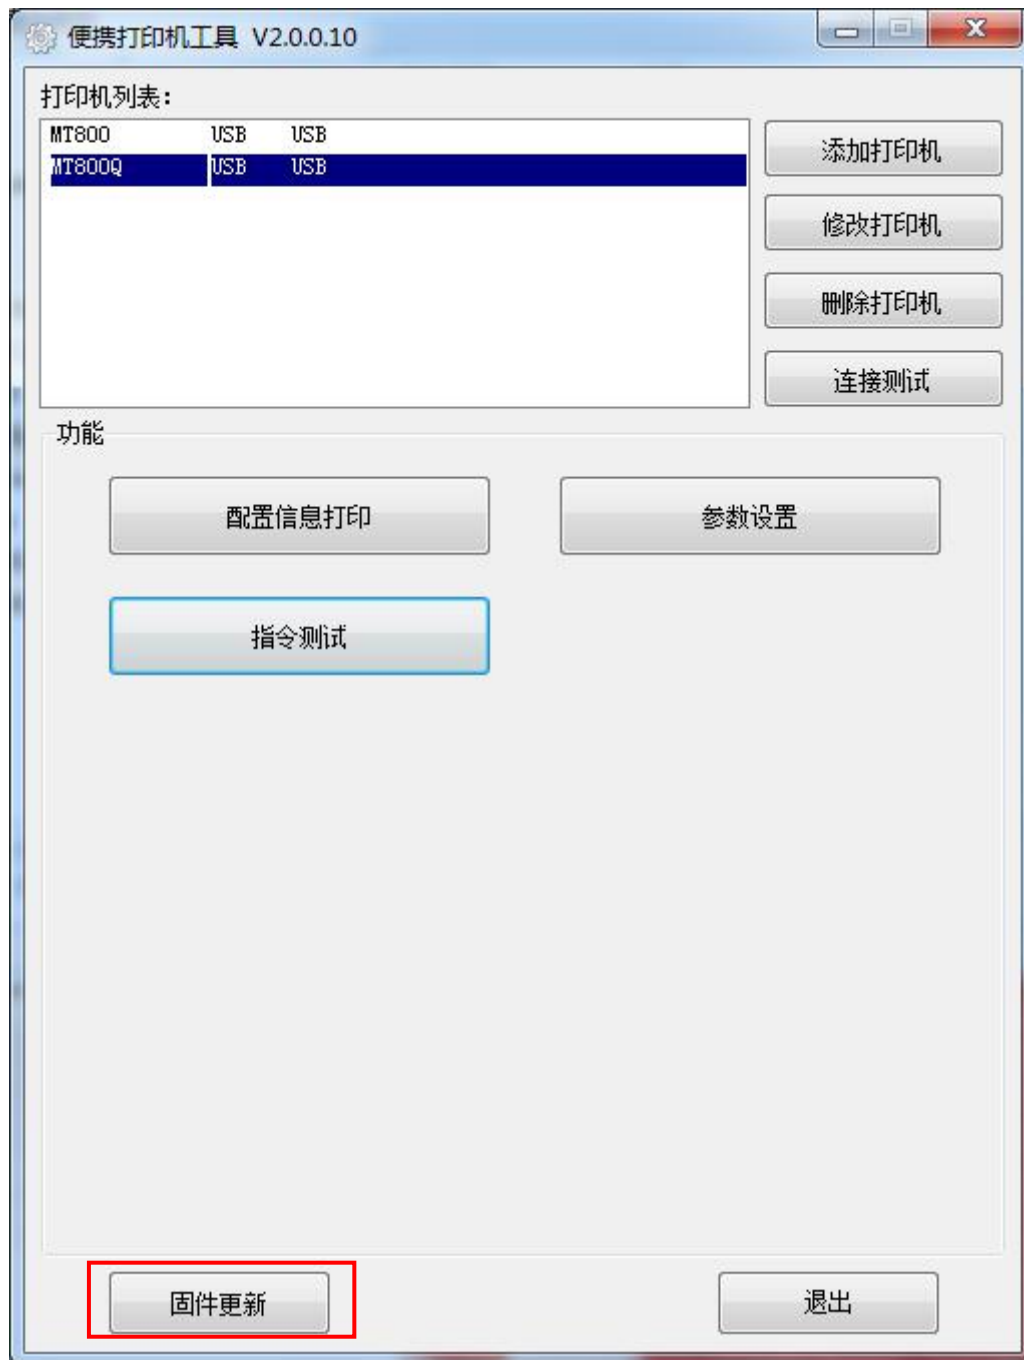 便携打印机工具 V2.0.0.10
打印机列表:
MT800 USB USB
MT800Q USB USB
添加打印机
修改打印机
删除打印机
连接测试
功能
配置信息打印
参数设置
指令测试
固件更新
退出